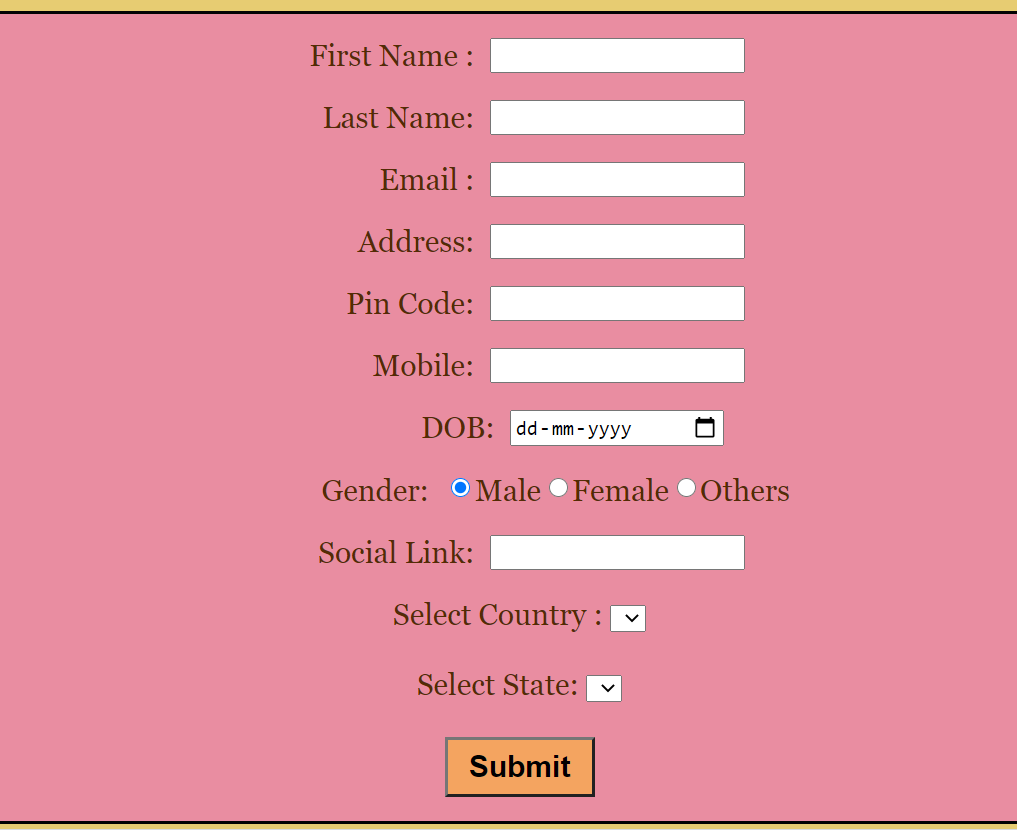 First Name :
Last Name:
Email :
Address:
Pin Code:
Mobile:
DOB: dd-mm-yyyy
Gender: Male Female Others
Social Link:
Select Country :
Select State:
Submit